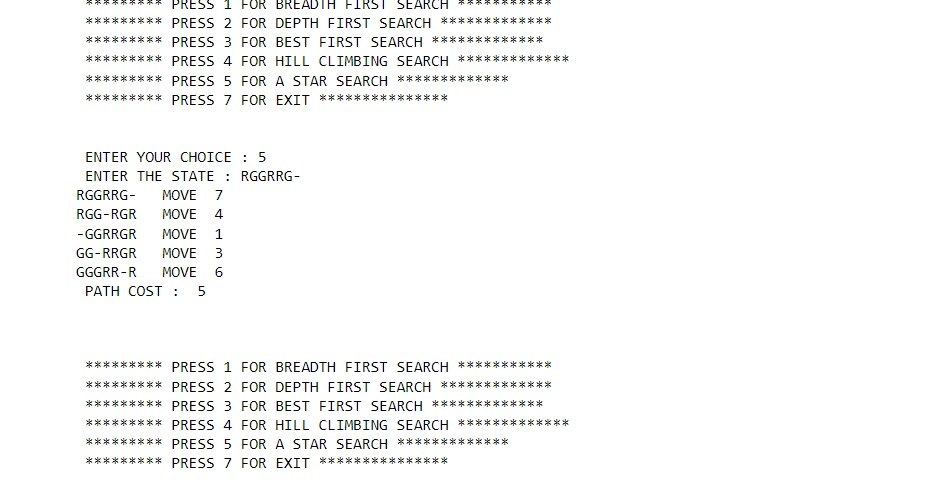 ********* PRESS 1 FOR BREADTH FIRST SEARCH ***********
********* PRESS 2 FOR DEPTH FIRST SEARCH *************
********* PRESS 3 FOR BEST FIRST SEARCH *************
********* PRESS 4 FOR HILL CLIMBING SEARCH *************
********* PRESS 5 FOR A STAR SEARCH *************
********* PRESS 7 FOR EXIT ***************
ENTER YOUR CHOICE : 5
ENTER THE STATE : RGGRRG-
RGGRRG- MOVE 7
RGG-RGR MOVE 4
-GGRRGR MOVE 1
GG-RRGR MOVE 3
GGGRR-R MOVE 6
PATH COST : 5
********* PRESS 1 FOR BREADTH FIRST SEARCH ***********
********* PRESS 2 FOR DEPTH FIRST SEARCH *************
********* PRESS 3 FOR BEST FIRST SEARCH *************
********* PRESS 4 FOR HILL CLIMBING SEARCH *************
********* PRESS 5 FOR A STAR SEARCH *************
********* PRESS 7 FOR EXIT ***************